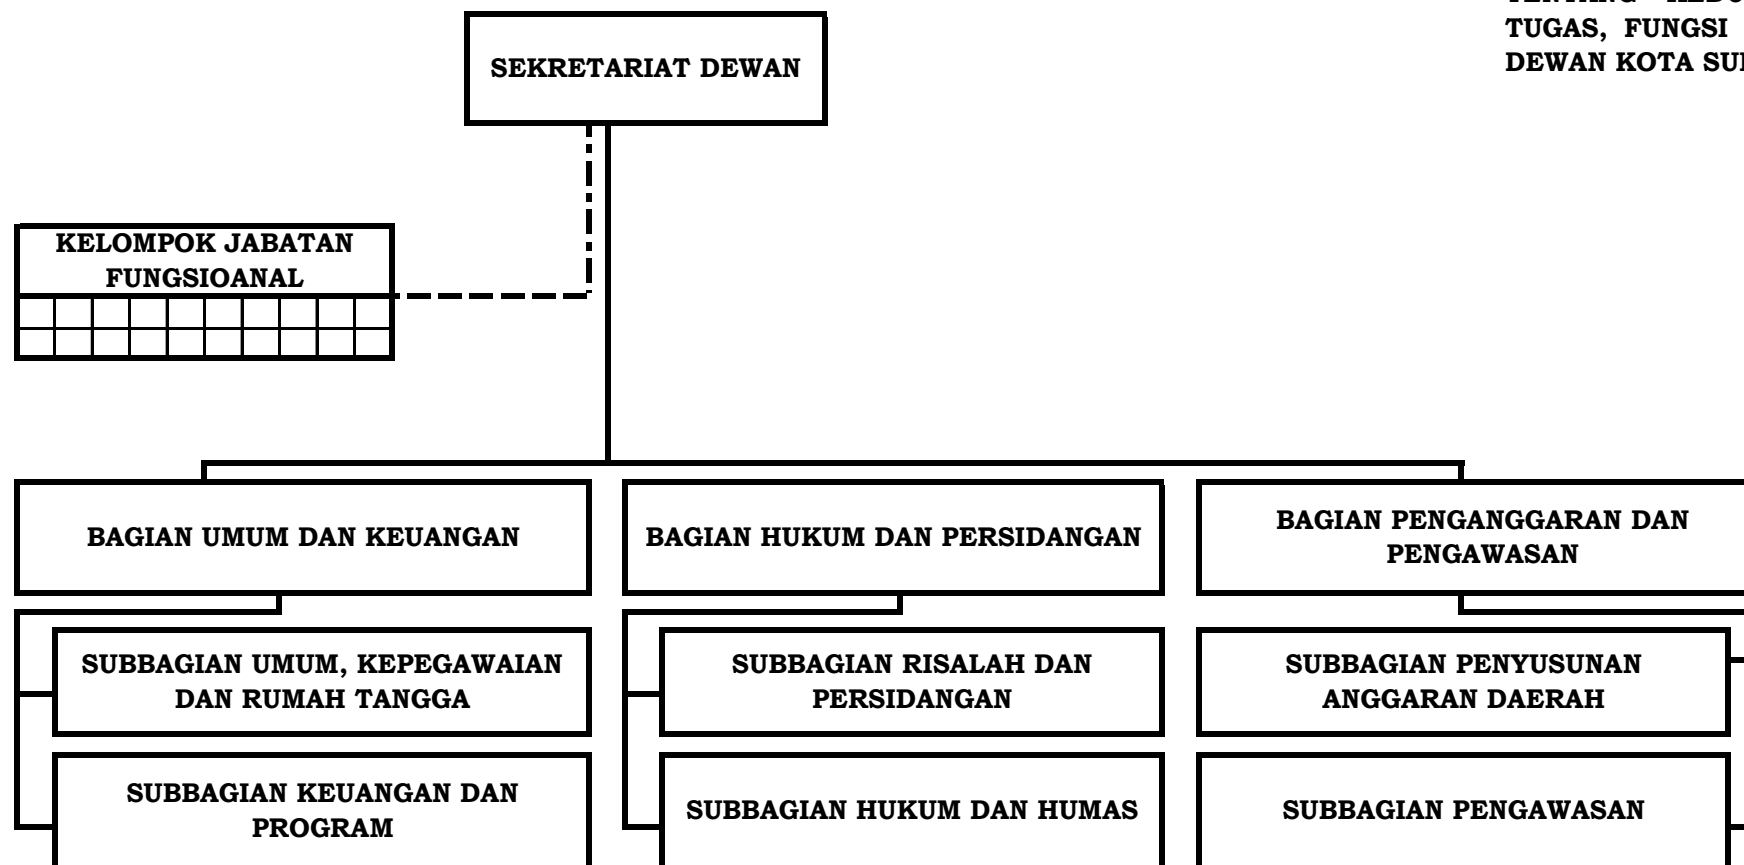 TUGAS, FUNGSI
DEWAN KOTA
SEKRETARIAT DEWAN
KELOMPOK JABATAN
FUNGSIOANAL
BAGIAN UMUM DAN KEUANGAN
BAGIAN HUKUM DAN PERSIDANGAN
BAGIAN PENGANGGARAN DAN
PENGAWASAN
SUBBAGIAN UMUM, KEPEGAWAIAN
DAN RUMAH TANGGA
SUBBAGIAN RISALAH DAN
PERSIDANGAN
SUBBAGIAN PENYUSUNAN
ANGGARAN DAERAH
SUBBAGIAN KEUANGAN DAN
PROGRAM
SUBBAGIAN HUKUM DAN HUMAS
SUBBAGIAN PENGAWASAN